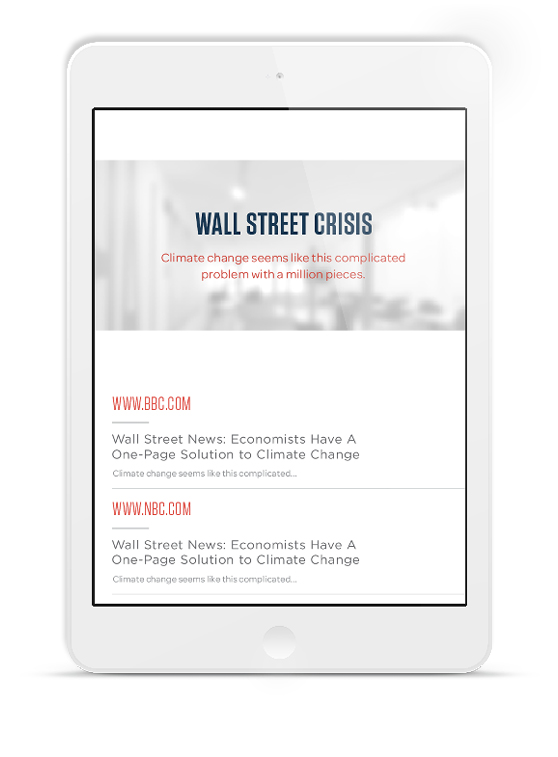 WALL STREET CRISIS
Climate change seems like this complicated
problem with a million pieces.
WWW.BBC.COM
Wall Street News: Economists Have A
One-Page Solution to Climate Change
Climate change seems like this complicated...
WWW.NBC.COM
Wall Street News: Economists Have A
One-Page Solution to Climate Change
Climate change seems like this complicated...